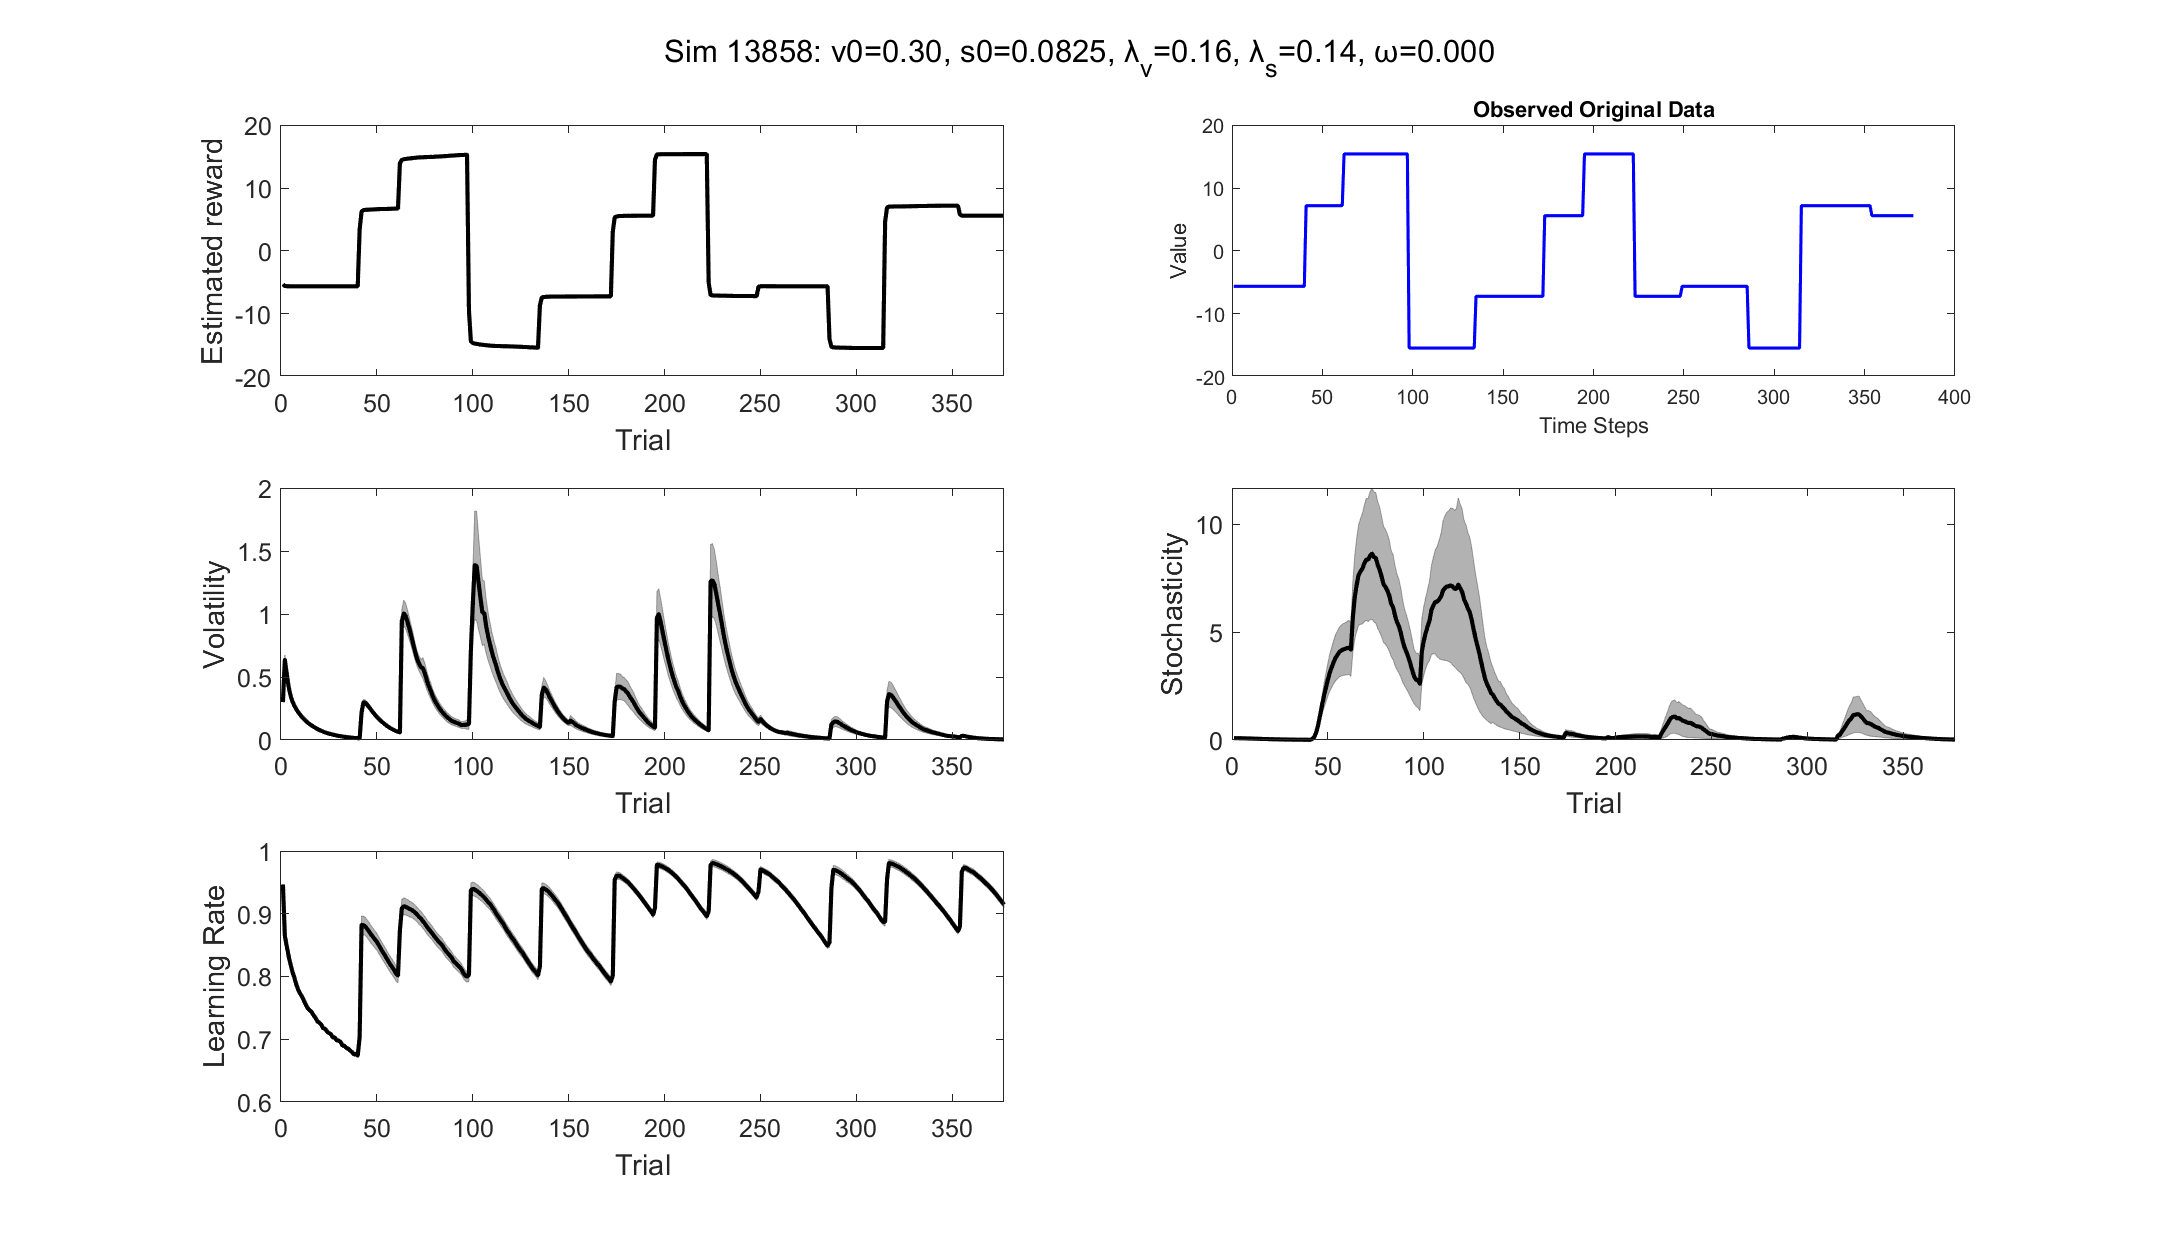 Sim 13858: v0=0.30, s0=0.0825, λv=0.16, λs=0.14, ω=0.000
20
10
0
-10
-20
Estimated reward
0 50 100 150 200 250 300 350
Trial
Observed Original Data
20
10
0
-10
-20
Value
0 50 100 150 200 250 300 350 400
Time Steps
2
1.5
1
0.5
0
Volatility
0 50 100 150 200 250 300 350
Trial
10
5
0
Stochasticity
0 50 100 150 200 250 300 350
Trial
1
0.9
0.8
0.7
0.6
Learning Rate
0 50 100 150 200 250 300 350
Trial